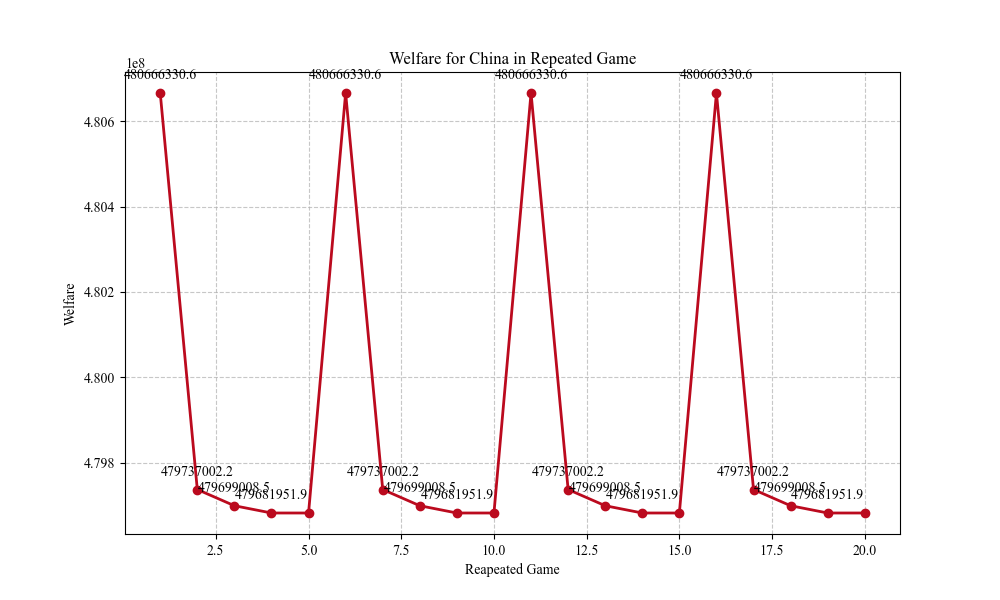 Welfare for China in Repeated Game
1e8
480666330.6 480666330.6 480666330.6 480666330.6
4.806
4.804
4.802
4.800
4.798
Welfare
479737002.2 479737002.2 479737002.2 479737002.2
479699008.5 479699008.5 479699008.5 479699008.5
479681951.9 479681951.9 479681951.9 479681951.9
2.5 5.0 7.5 10.0 12.5 15.0 17.5 20.0
Reapeated Game